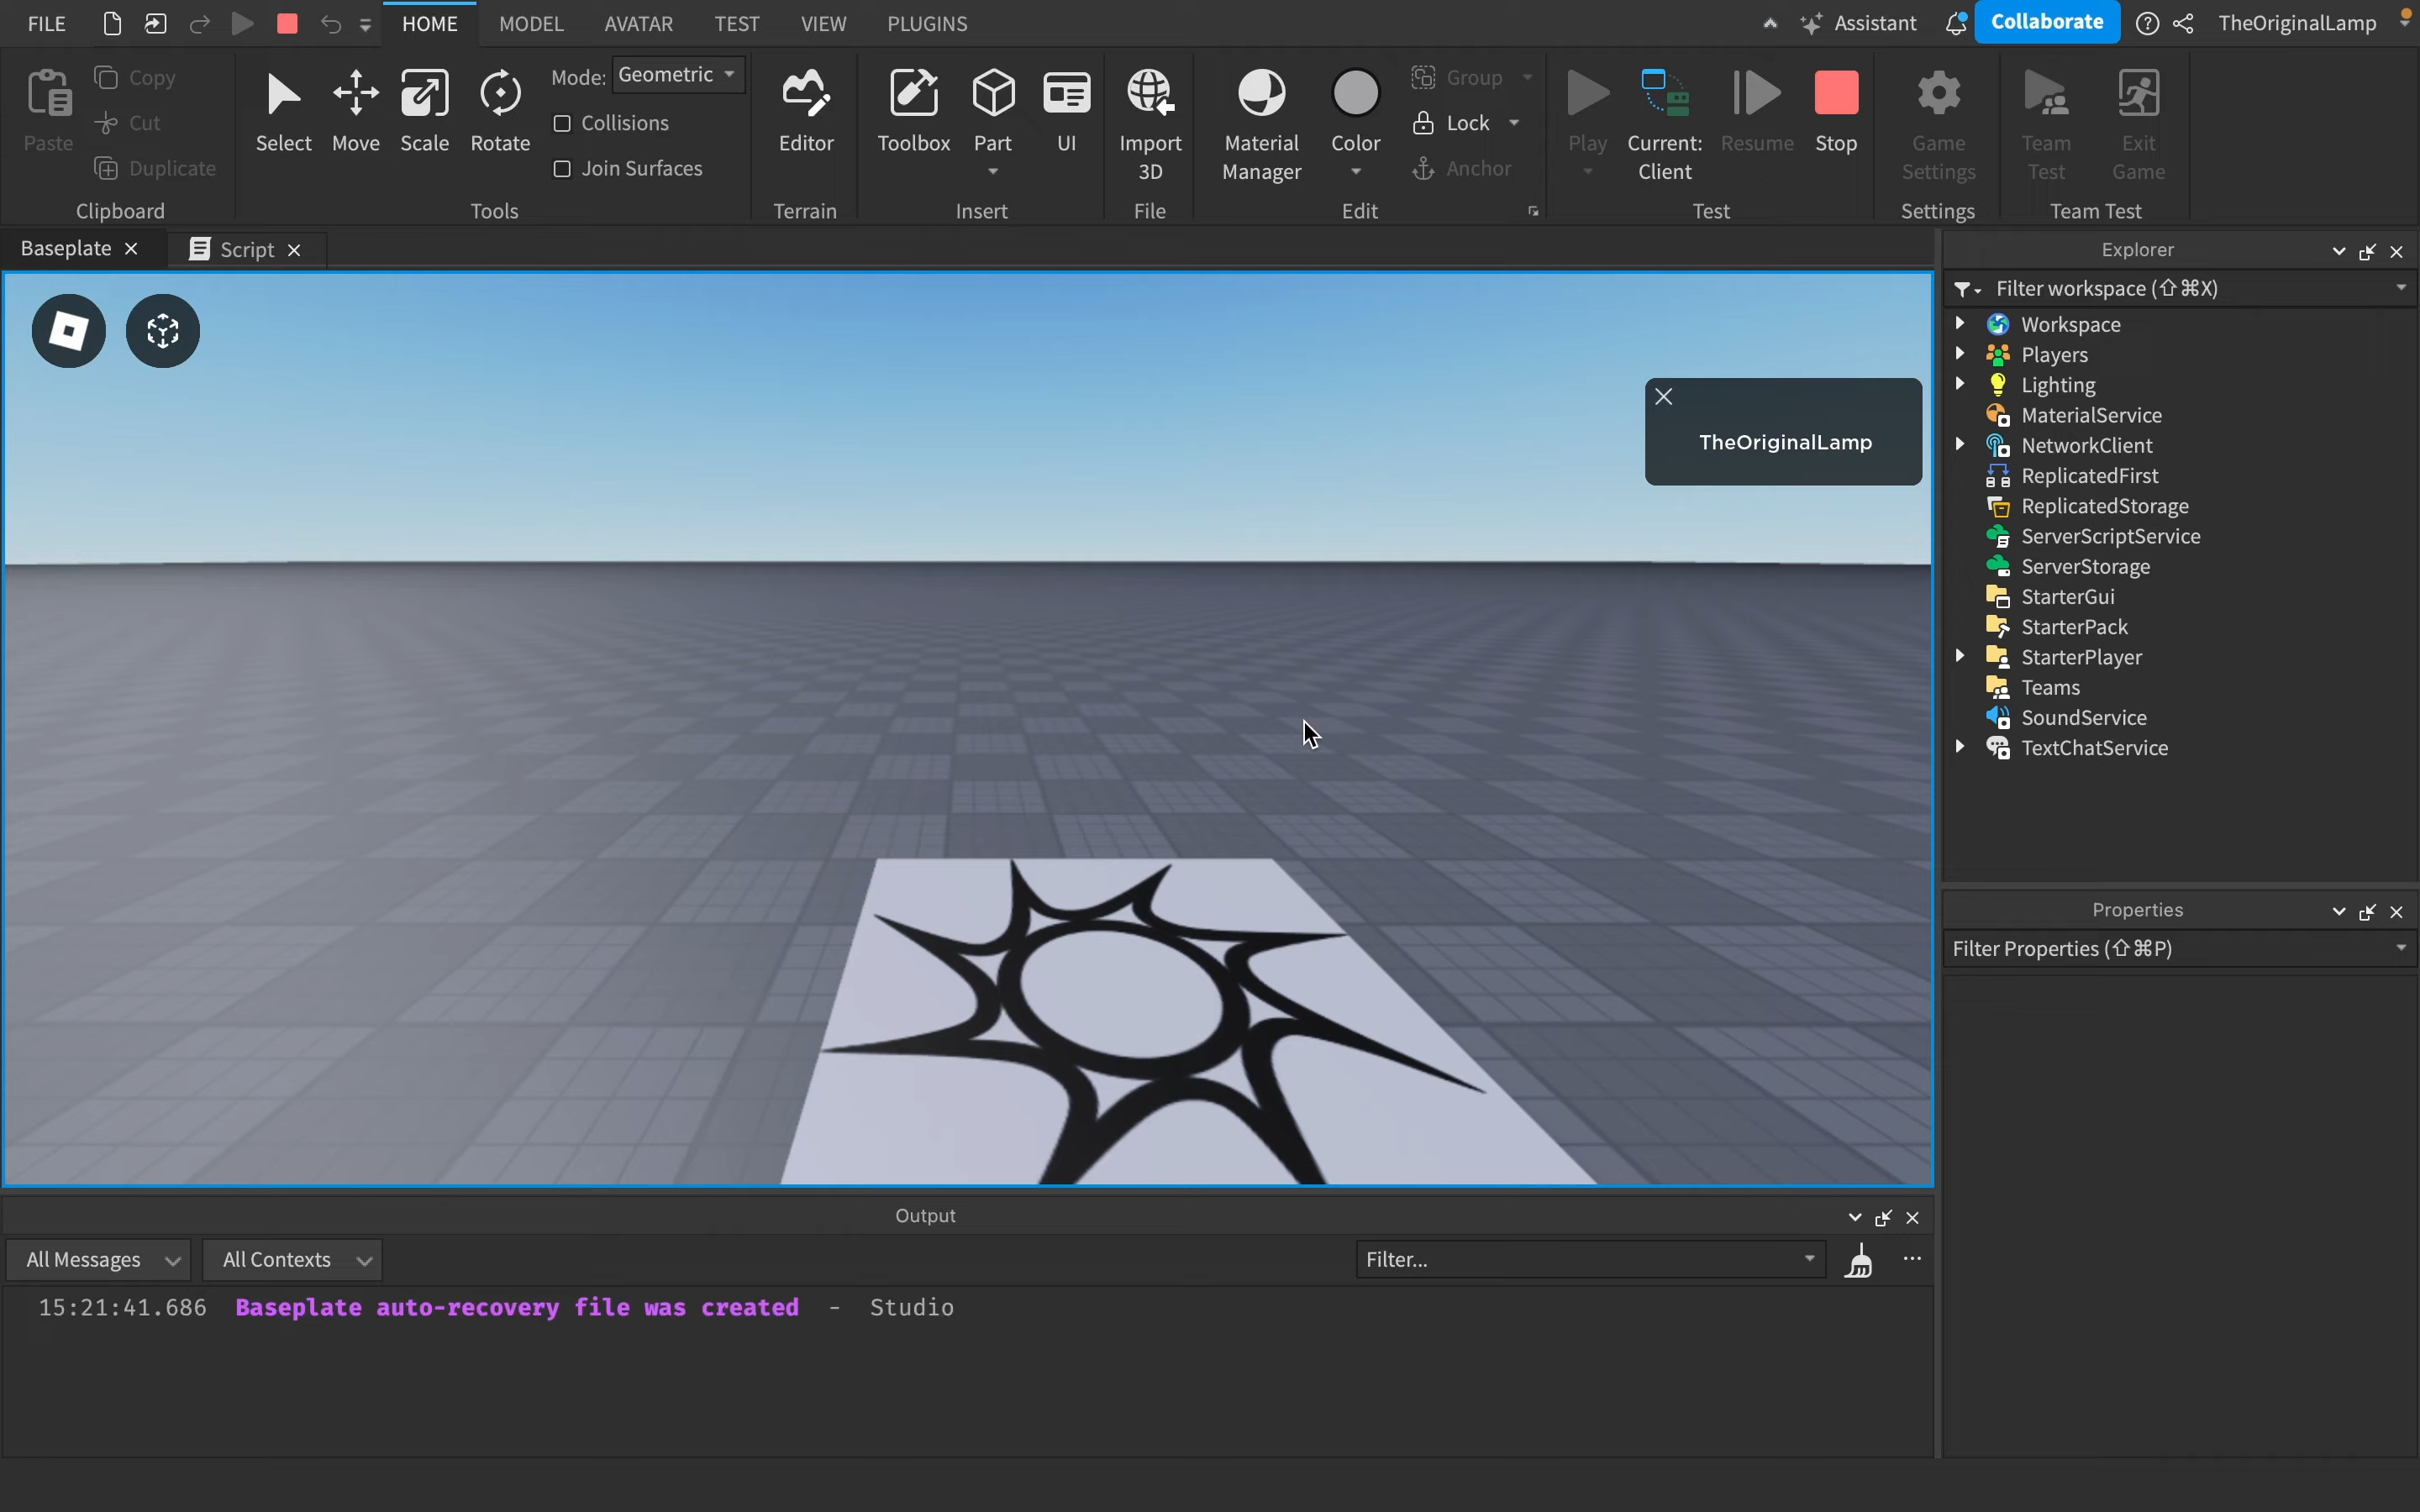 FILE HOME MODEL AVATAR TEST VIEW PLUGINS Assistant Collaborate TheOriginalLamp
Paste Copy Cut Duplicate
Clipboard
Select Move Scale Rotate
Mode: Geometric
Collisions
Join Surfaces
Tools
Editor
Terrain
Toolbox Part UI
Insert
Import
3D
File
Material
Manager
Color
Group
Lock
Anchor
Edit
Play
Current:
Client
Resume Stop
Test
Game
Settings
Settings
Team
Test
Exit
Game
Team Test
Baseplate Script
TheOriginalLamp
Explorer
Filter workspace (⇧⌘X)
Workspace
Players
Lighting
MaterialService
NetworkClient
ReplicatedFirst
ReplicatedStorage
ServerScriptService
ServerStorage
StarterGui
StarterPack
StarterPlayer
Teams
SoundService
TextChatService
Properties
Filter Properties (⇧⌘P)
Output
All Messages All Contexts Filter...
15:21:41.686 Baseplate auto-recovery file was created - Studio